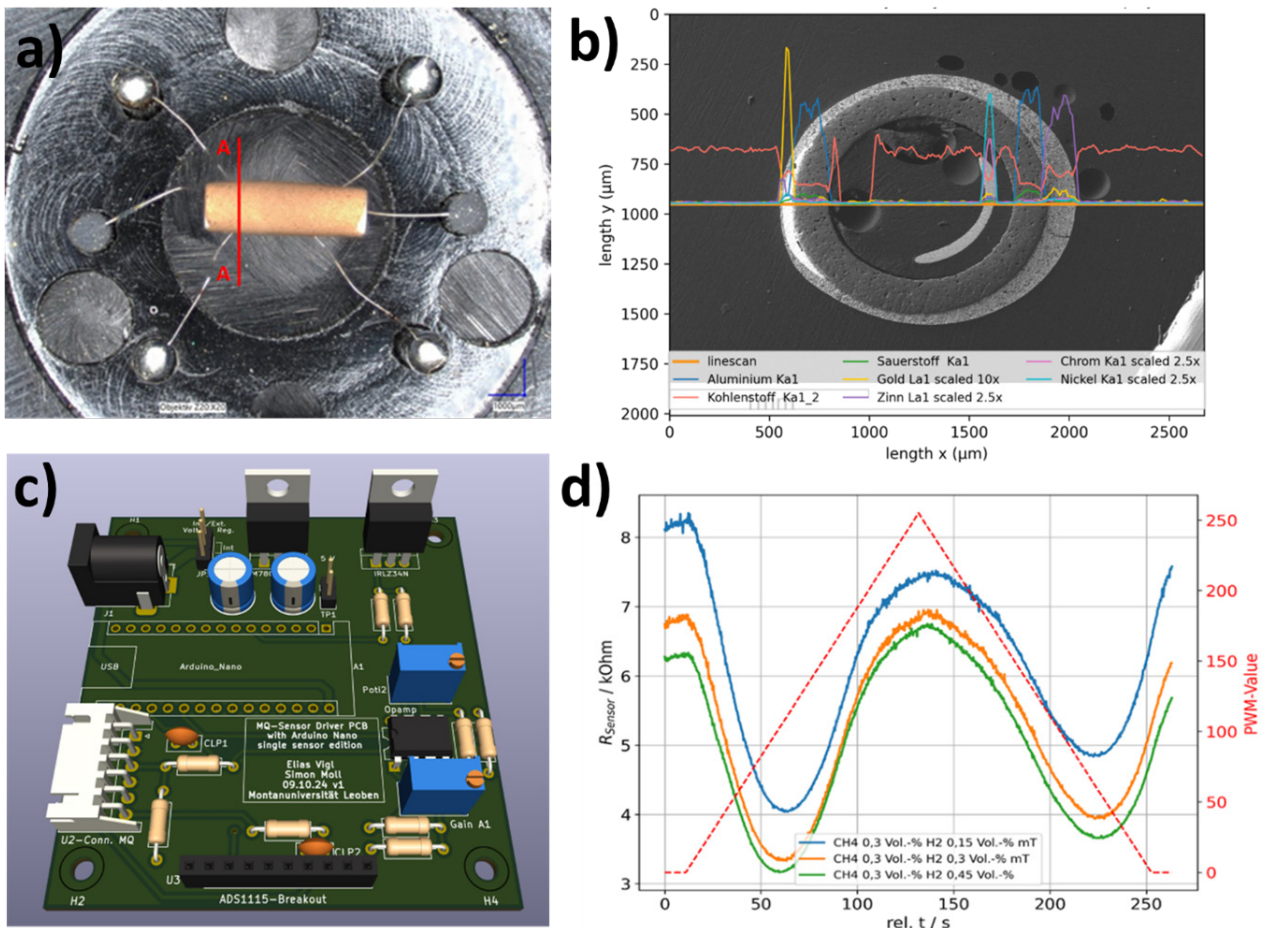 a)
A
A
Objektiv Z20:X20
1000µm
b)
0
250
500
750
1000
1250
1500
1750
2000
length y (µm)
linescan
Aluminium Ka1
Kohlenstoff Ka1_2
Sauerstoff Ka1
Gold La1 scaled 10x
Zinn La1 scaled 2.5x
Chrom Ka1 scaled 2.5x
Nickel Ka1 scaled 2.5x
0
500
1000
1500
2000
2500
length x (µm)
c)
H1
Int
5 V
IRLZ34N
J1
TP1
USB
Arduino_Nano
A1
Poti2
Opamp
CLP1
MQ-Sensor Driver PCB
with Arduino Nano
single sensor edition
Elias Vigl
Simon Moll
09.10.24 v1
Montanuniversität Leoben
Gain A1
U2-Conn. MQ
CLP2
U3
H2
ADS1115-Breakout
H4
d)
8
7
6
5
4
3
R_Sensor / kOhm
250
200
150
100
50
0
PWM-Value
CH4 0,3 Vol.-% H2 0,15 Vol.-% mT
CH4 0,3 Vol.-% H2 0,3 Vol.-% mT
CH4 0,3 Vol.-% H2 0,45 Vol.-%
0
50
100
150
200
250
rel. t / s